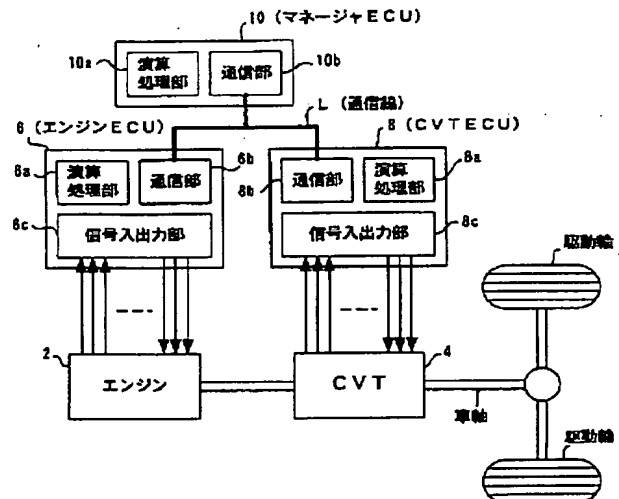 10 (マネージャECU)
10a
演算
処理部
通信部
10b
L (通信線)
6 (エンジンECU)
8 (CVTECU)
6a
演算
処理部
通信部
6b
8b
通信部
演算
処理部
8a
6c
信号入出力部
信号入出力部
8c
駆動輪
2
エンジン
4
CVT
車軸
駆動輪